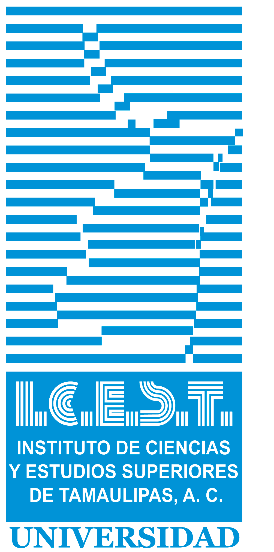 I.C.E.S.T.
INSTITUTO DE CIENCIAS
Y ESTUDIOS SUPERIORES
DE TAMAULIPAS, A. C.
UNIVERSIDAD